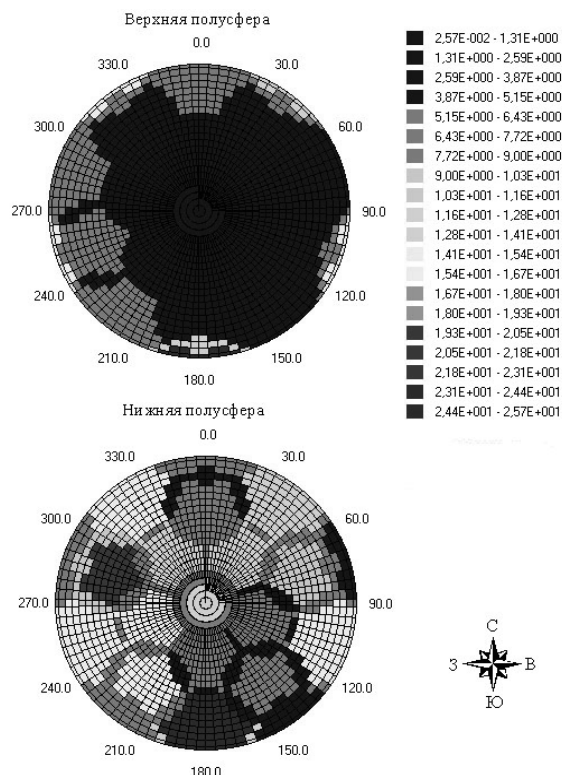 Верхняя полусфера
0.0
330.0
30.0
300.0
60.0
270.0
90.0
240.0
120.0
210.0
150.0
180.0
2,57E-002 - 1,31E+000
1,31E+000 - 2,59E+000
2,59E+000 - 3,87E+000
3,87E+000 - 5,15E+000
5,15E+000 - 6,43E+000
6,43E+000 - 7,72E+000
7,72E+000 - 9,00E+000
9,00E+000 - 1,03E+001
1,03E+001 - 1,16E+001
1,16E+001 - 1,28E+001
1,28E+001 - 1,41E+001
1,41E+001 - 1,54E+001
1,54E+001 - 1,67E+001
1,67E+001 - 1,80E+001
1,80E+001 - 1,93E+001
1,93E+001 - 2,05E+001
2,05E+001 - 2,18E+001
2,18E+001 - 2,31E+001
2,31E+001 - 2,44E+001
2,44E+001 - 2,57E+001
Нижняя полусфера
0.0
330.0
30.0
300.0
60.0
270.0
90.0
240.0
120.0
210.0
150.0
180.0
С
З
В
Ю